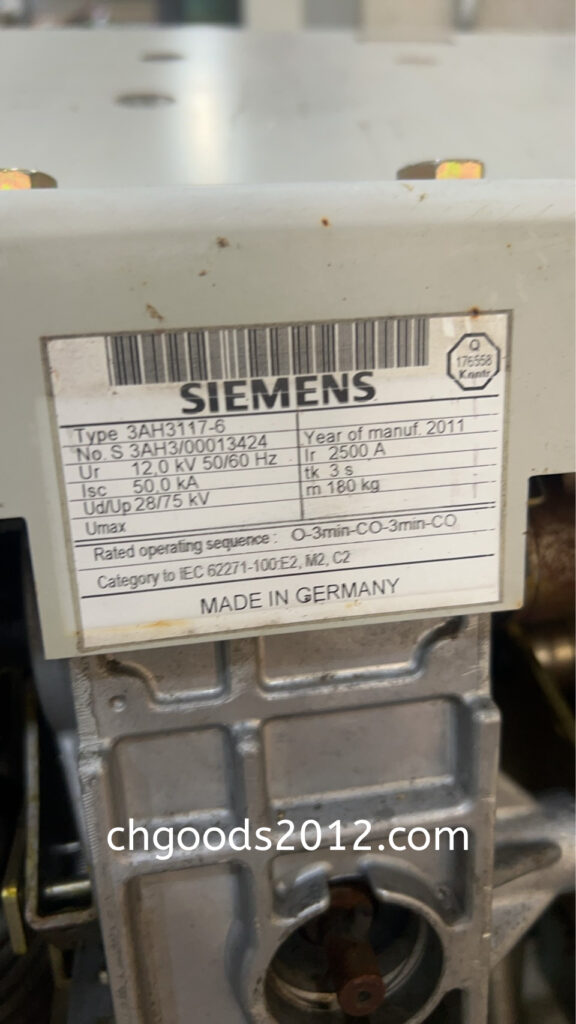 Q
176558
Kontr.
SIEMENS
Type 3AH3117-6
No. S 3AH3/00013424 Year of manuf. 2011
Ur 12,0 kV 50/60 Hz Ir 2500 A
Isc 50,0 kA tk 3 s
Ud/Up 28/75 kV m 180 kg
Umax
Rated operating sequence : O-3min-CO-3min-CO
Category to IEC 62271-100:E2, M2, C2
MADE IN GERMANY
chgoods2012.com